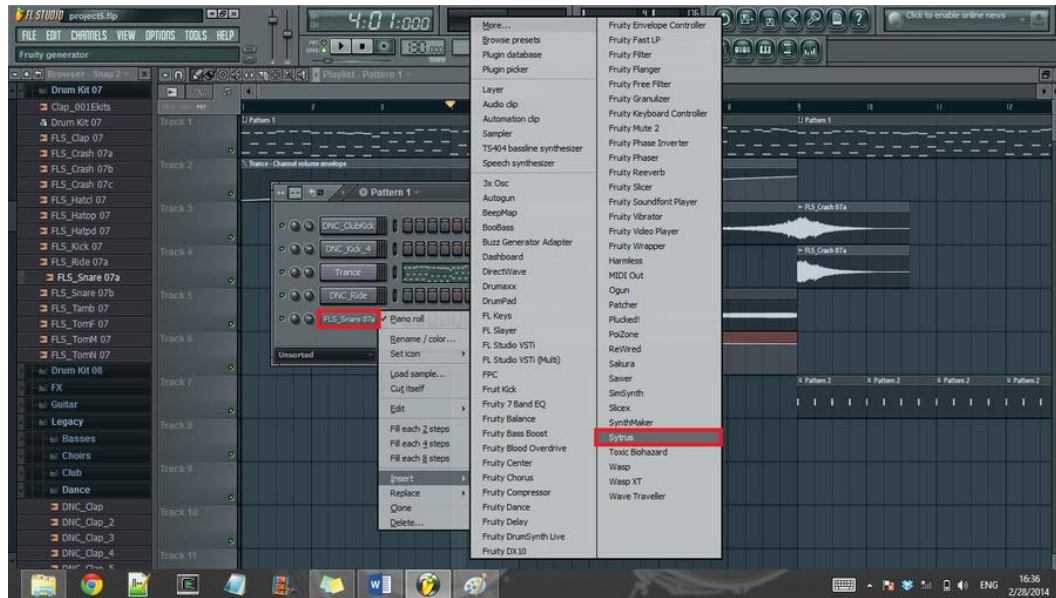 FL STUDIO project5.flp
FILE EDIT CHANNELS VIEW OPTIONS TOOLS HELP
Fruity generator
4:01:000
PAT
130.000
TEMPO
Click to enable online news
Browser - Snap 2
Playlist - Pattern 1
Drum Kit 07
Clap_001Ekits
Drum Kit 07
FLS_Clap 07
FLS_Crash 07a
FLS_Crash 07b
FLS_Crash 07c
FLS_Hatcl 07
FLS_Hatop 07
FLS_Hatpd 07
FLS_Kick 07
FLS_Ride 07a
FLS_Snare 07a
FLS_Snare 07b
FLS_Tamb 07
FLS_TomF 07
FLS_TomM 07
FLS_TomN 07
Drum Kit 08
FX
Guitar
Legacy
Basses
Choirs
Club
Dance
DNC_Clap
DNC_Clap_2
DNC_Clap_3
DNC_Clap_4
DNC_Clap_5
2 3 9 10 11 12
Track 1
Track 2
Track 3
Track 4
Track 5
Track 6
Track 7
Track 8
Track 9
Track 10
Track 11
Pattern 1
Pattern 1
Trance - Channel volume envelope
FLS_Crash 07a
FLS_Crash 07a
Pattern 2
Pattern 2
Pattern 2
Pattern 2
Pattern 1
DNC_ClubKick
DNC_Kick_4
Trance
DNC_Ride
FLS_Snare 07a
Unsorted
Piano roll
Rename / color...
Set icon
Load sample...
Cut itself
Edit
Fill each 2 steps
Fill each 4 steps
Fill each 8 steps
Insert
Replace
Clone
Delete...
More...
Browse presets
Plugin database
Plugin picker
Layer
Audio clip
Automation clip
Sampler
TS404 bassline synthesizer
Speech synthesizer
3x Osc
Autogun
BeepMap
BooBass
Buzz Generator Adapter
Dashboard
DirectWave
Drumaxx
DrumPad
FL Keys
FL Slayer
FL Studio VSTi
FL Studio VSTi (Multi)
FPC
Fruit Kick
Fruity 7 Band EQ
Fruity Balance
Fruity Bass Boost
Fruity Blood Overdrive
Fruity Center
Fruity Chorus
Fruity Compressor
Fruity Dance
Fruity Delay
Fruity DrumSynth Live
Fruity DX10
Fruity Envelope Controller
Fruity Fast LP
Fruity Filter
Fruity Flanger
Fruity Free Filter
Fruity Granulizer
Fruity Keyboard Controller
Fruity Mute 2
Fruity Phase Inverter
Fruity Phaser
Fruity Reeverb
Fruity Slicer
Fruity Soundfont Player
Fruity Vibrator
Fruity Video Player
Fruity Wrapper
Harmless
MIDI Out
Ogun
Patcher
Plucked!
PoiZone
ReWired
Sakura
Sawer
SimSynth
Slicex
SynthMaker
Sytrus
Toxic Biohazard
Wasp
Wasp XT
Wave Traveller
ENG
16:36
2/28/2014